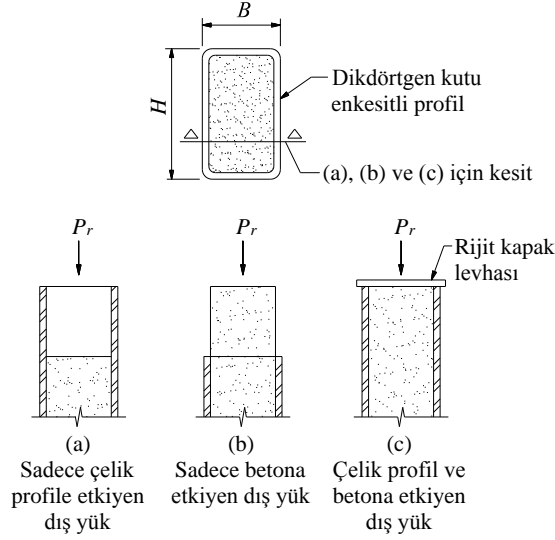 B
H
Dikdörtgen kutu
enkesitli profil
(a), (b) ve (c) için kesit
Pr
Pr
Pr
Rijit kapak
levhası
(a)
Sadece çelik
profile etkiyen
dış yük
(b)
Sadece betona
etkiyen dış yük
(c)
Çelik profil ve
betona etkiyen
dış yük